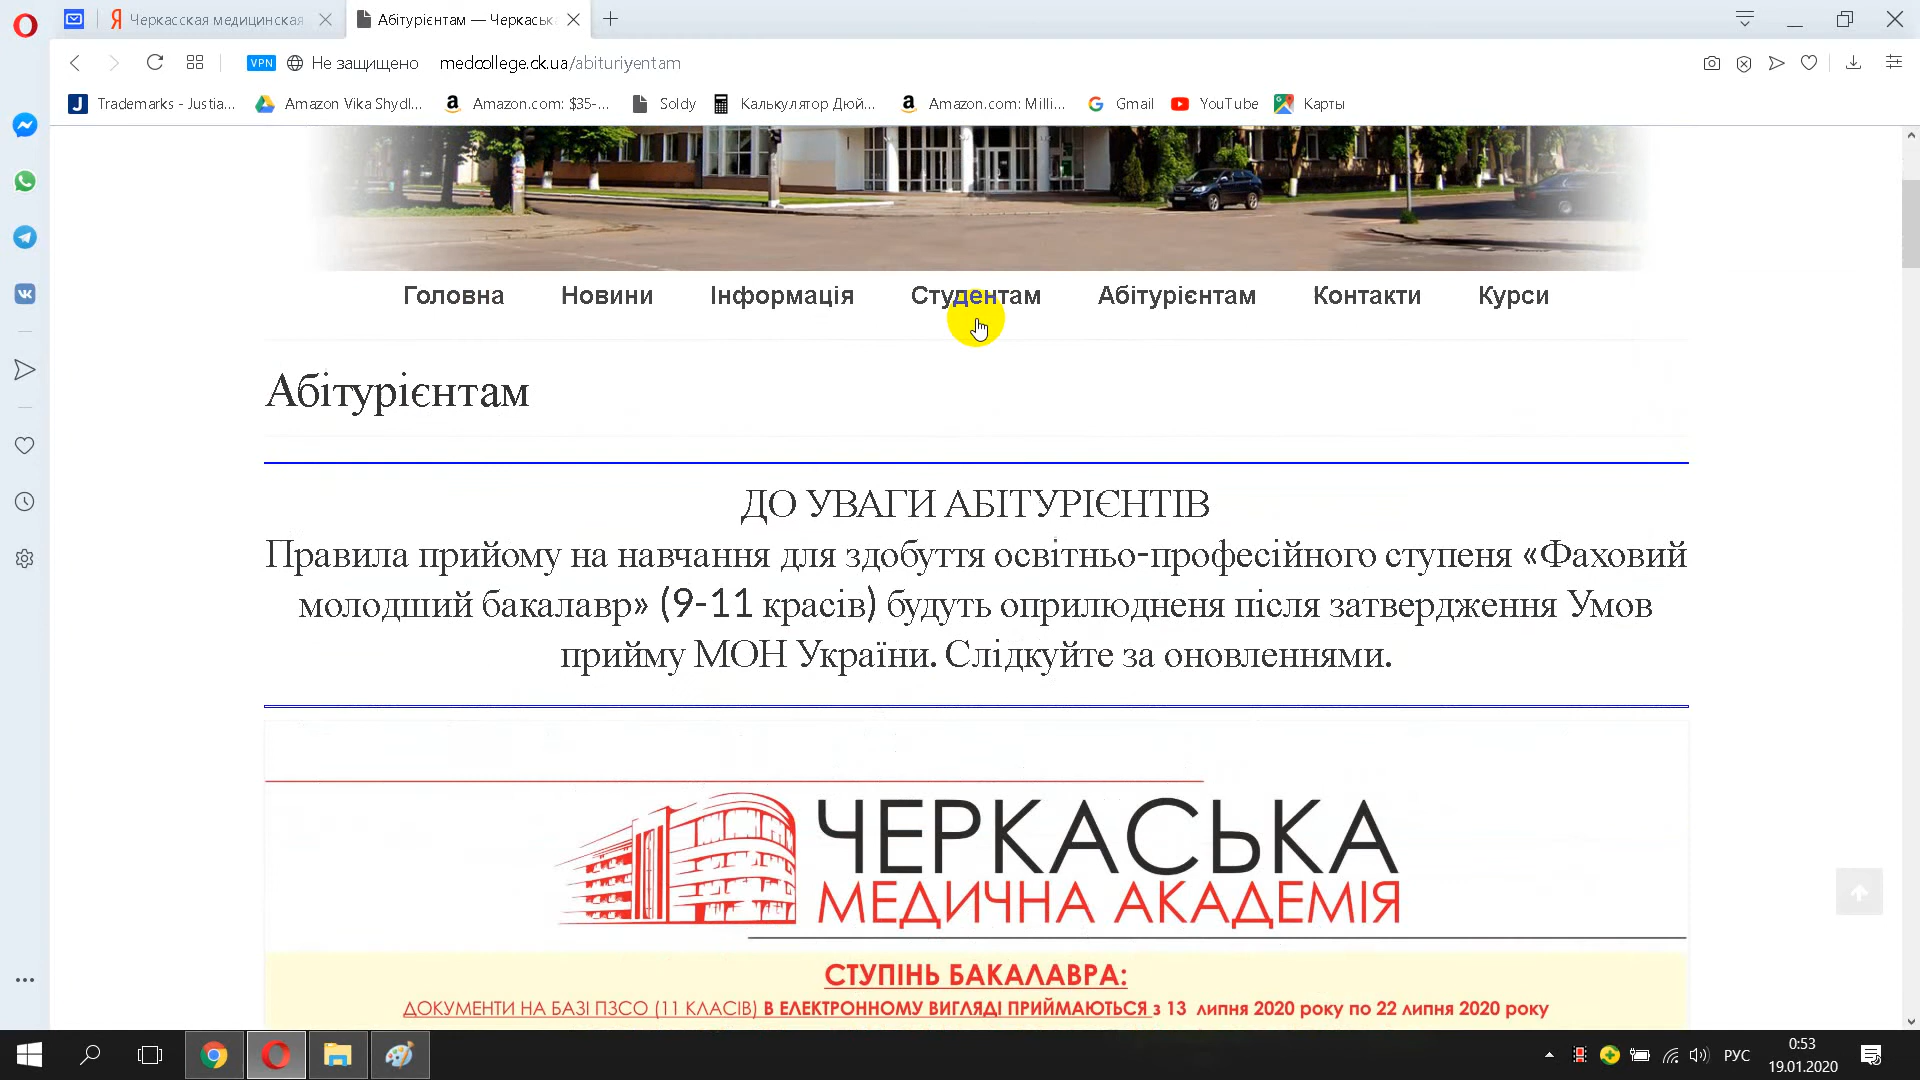 Черкасская медицинская
Абітурієнтам — Черкаська
VPN
Не защищено
medcollege.ck.ua/abituriyentam
Trademarks - Justia...
Amazon Vika Shydl...
Amazon.com: $35-...
Soldy
Калькулятор Дюй...
Amazon.com: Milli...
Gmail
YouTube
Карты
Головна
Новини
Інформація
Студентам
Абітурієнтам
Контакти
Курси
Абітурієнтам
ДО УВАГИ АБІТУРІЄНТІВ
Правила прийому на навчання для здобуття освітньо-професійного ступеня «Фаховий
молодший бакалавр» (9-11 красів) будуть оприлюдненя після затвердження Умов
прийму МОН України. Слідкуйте за оновленнями.
ЧЕРКАСЬКА
МЕДИЧНА АКАДЕМІЯ
СТУПІНЬ БАКАЛАВРА:
ДОКУМЕНТИ НА БАЗІ ПЗСО (11 КЛАСІВ) В ЕЛЕКТРОННОМУ ВИГЛЯДІ ПРИЙМАЮТЬСЯ з 13 липня 2020 року по 22 липня 2020 року
РУС
0:53
19.01.2020